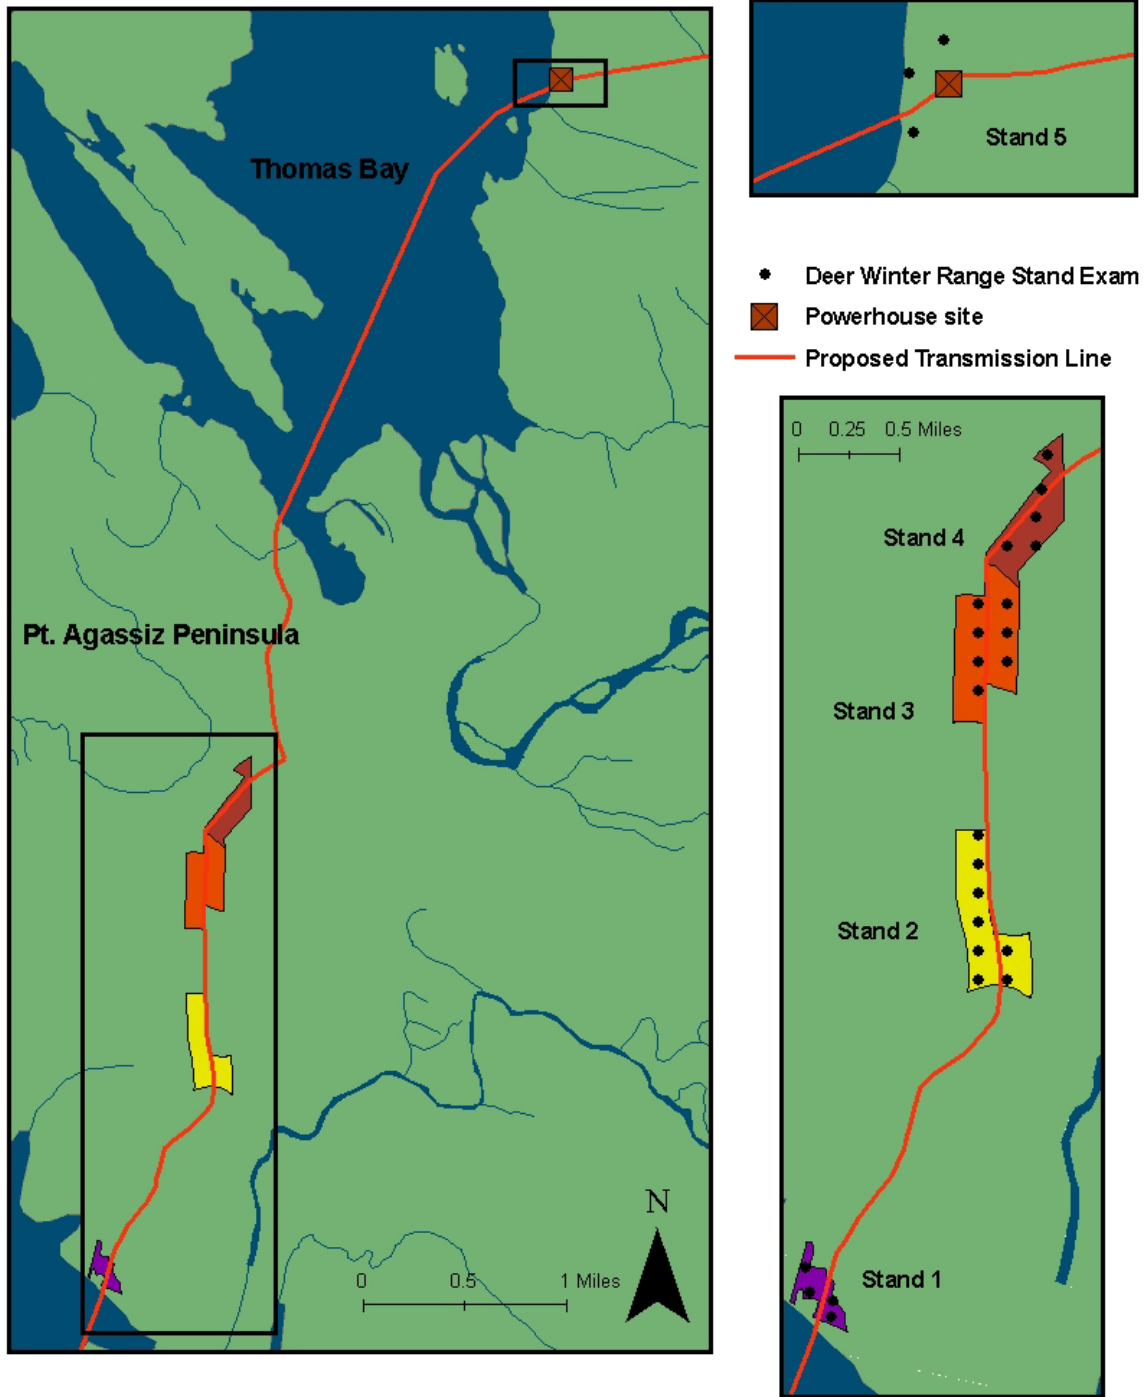 Thomas Bay
Pt. Agassiz Peninsula
N
0 0.5 1 Miles
Stand 5
Deer Winter Range Stand Exam
Powerhouse site
Proposed Transmission Line
0 0.25 0.5 Miles
Stand 4
Stand 3
Stand 2
Stand 1